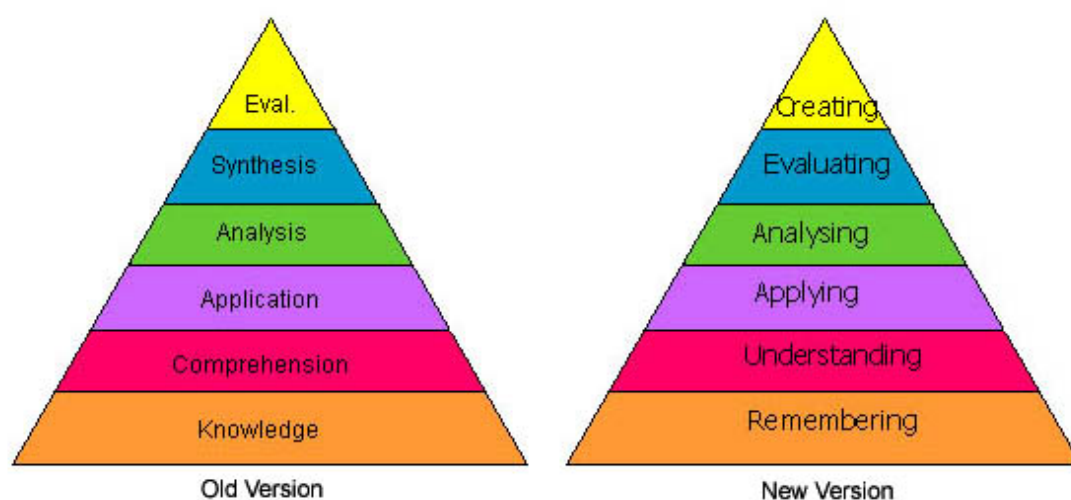 Eval.
Synthesis
Analysis
Application
Comprehension
Knowledge
Old Version
Creating
Evaluating
Analysing
Applying
Understanding
Remembering
New Version